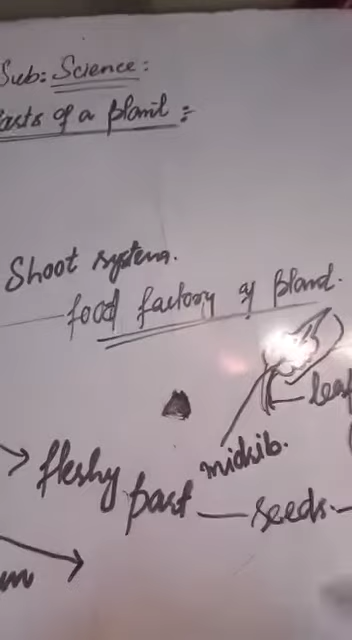 Sub: Science:
Parts of a plant :-
Shoot system.
food factory of plant.
leaf
midrib.
fleshy part
seeds.